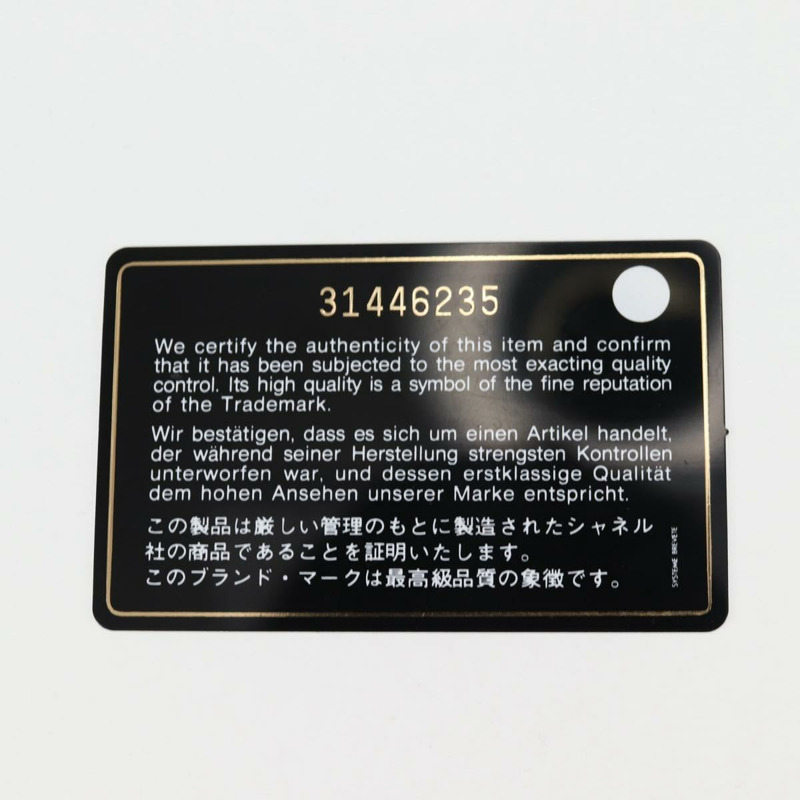 31446235
We certify the authenticity of this item and confirm
that it has been subjected to the most exacting quality
control. Its high quality is a symbol of the fine reputation
of the Trademark.
Wir bestätigen, dass es sich um einen Artikel handelt,
der während seiner Herstellung strengsten Kontrollen
unterworfen war, und dessen erstklassige Qualität
dem hohen Ansehen unserer Marke entspricht.
この製品は厳しい管理のもとに製造されたシャネル
社の商品であることを証明いたします。
このブランド・マークは最高級品質の象徴です。
SYSTEME BREVETE